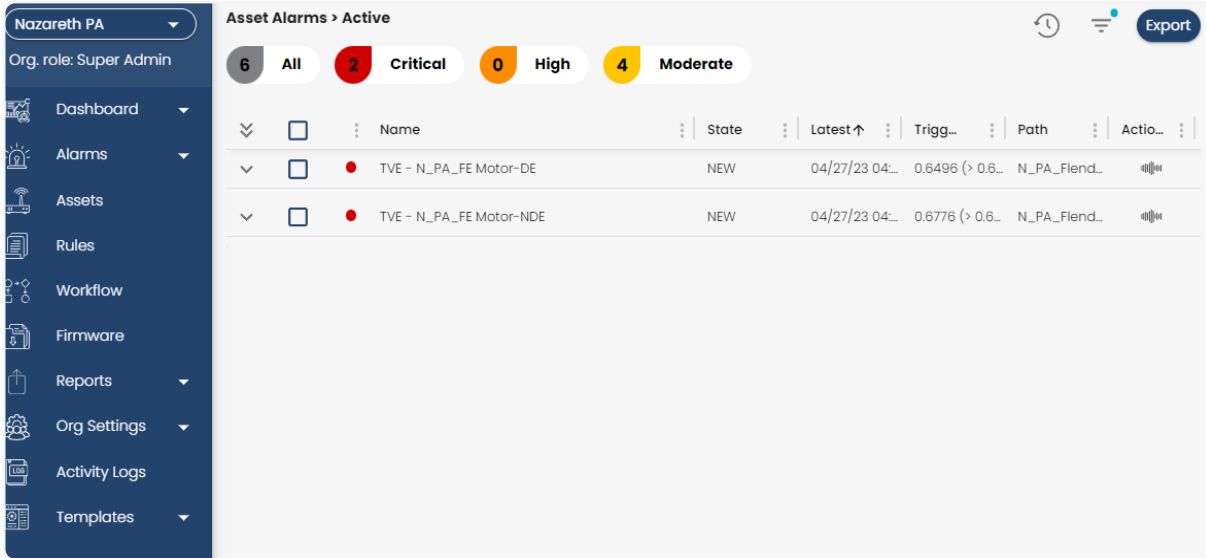 Nazareth PA
Org. role: Super Admin
Dashboard
Alarms
Assets
Rules
Workflow
Firmware
Reports
Org Settings
LOG
Activity Logs
Templates
Asset Alarms > Active
Export
6 All 2 Critical 0 High 4 Moderate
Name State Latest Trigg... Path Actio...
TVE - N_PA_FE Motor-DE NEW 04/27/23 04:... 0.6496 (> 0.6... N_PA_Flend...
TVE - N_PA_FE Motor-NDE NEW 04/27/23 04:... 0.6776 (> 0.6... N_PA_Flend...